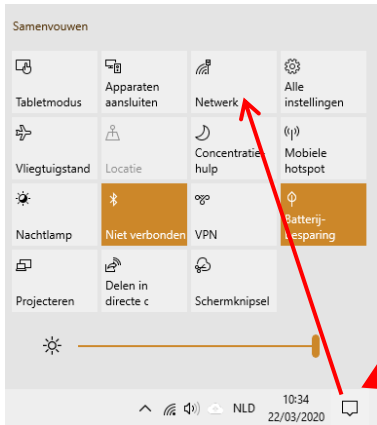 Samenvouwen
Tabletmodus
Apparaten
aansluiten
Netwerk
Alle
instellingen
Vliegtuigstand
Locatie
Concentratie-
hulp
Mobiele
hotspot
Nachtlamp
Niet verbonden
VPN
Batterij-
besparing
Projecteren
Delen in
directe c
Schermknipsel
NLD
10:34
22/03/2020